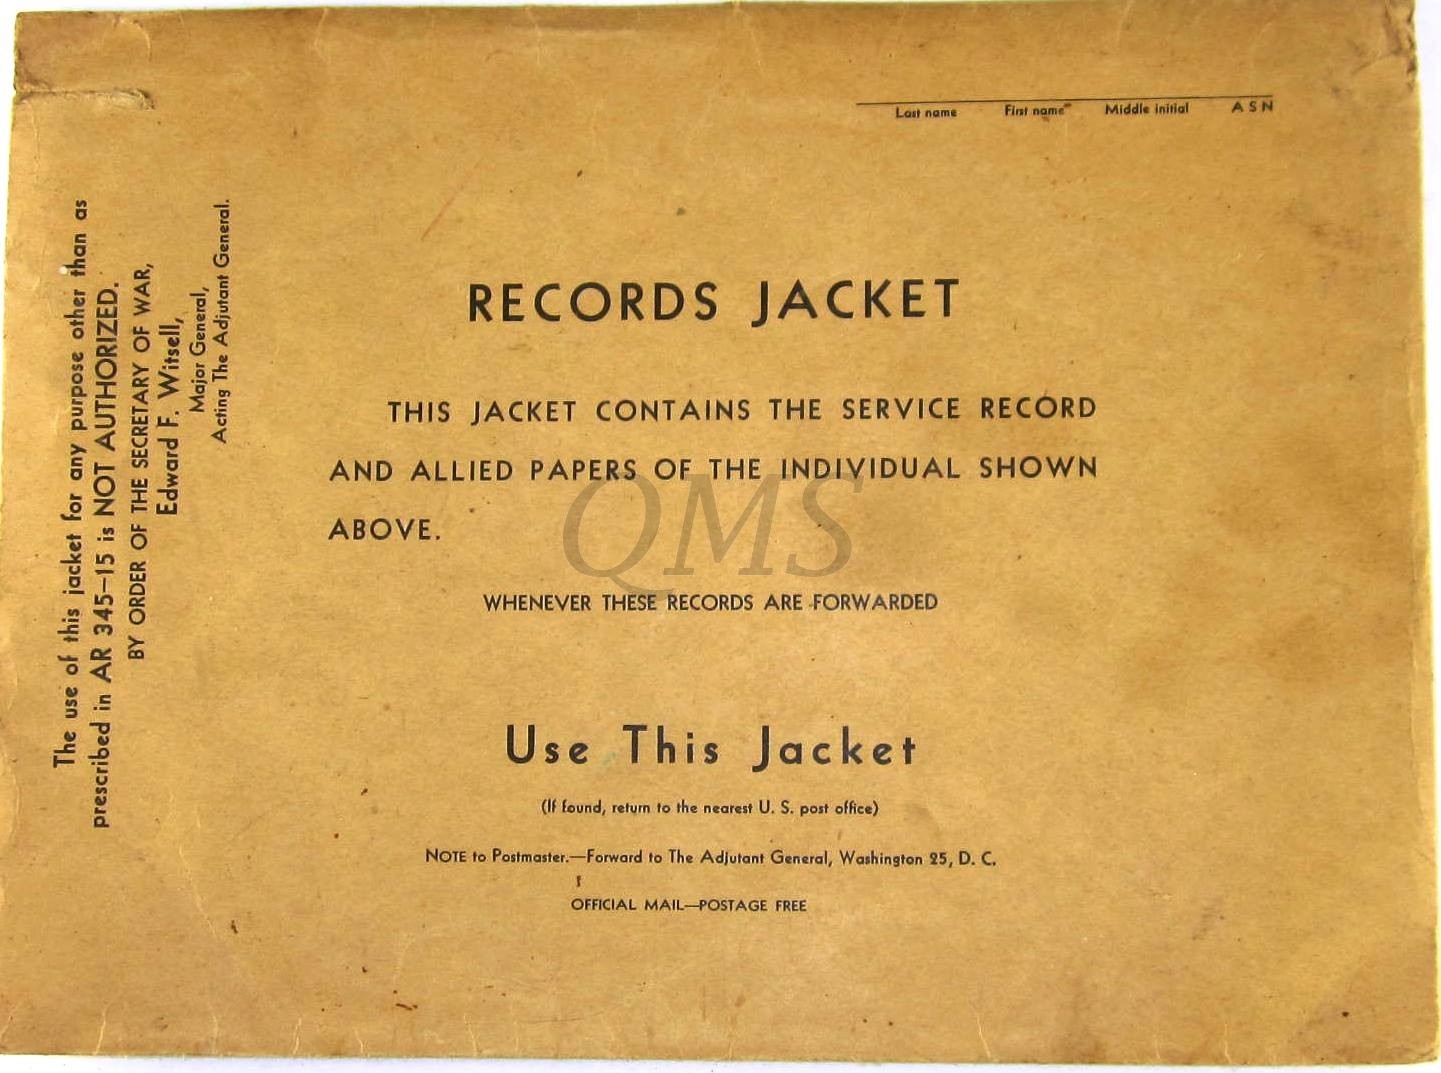 Last name First name Middle initial A S N
RECORDS JACKET
THIS JACKET CONTAINS THE SERVICE RECORD
AND ALLIED PAPERS OF THE INDIVIDUAL SHOWN
ABOVE.
QMS
WHENEVER THESE RECORDS ARE FORWARDED
Use This Jacket
(If found, return to the nearest U. S. post office)
NOTE to Postmaster.—Forward to The Adjutant General, Washington 25, D. C.
OFFICIAL MAIL—POSTAGE FREE
The use of this jacket for any purpose other than as
prescribed in AR 345-15 is NOT AUTHORIZED.
BY ORDER OF THE SECRETARY OF WAR,
Edward F. Witsell,
Major General,
Acting The Adjutant General.